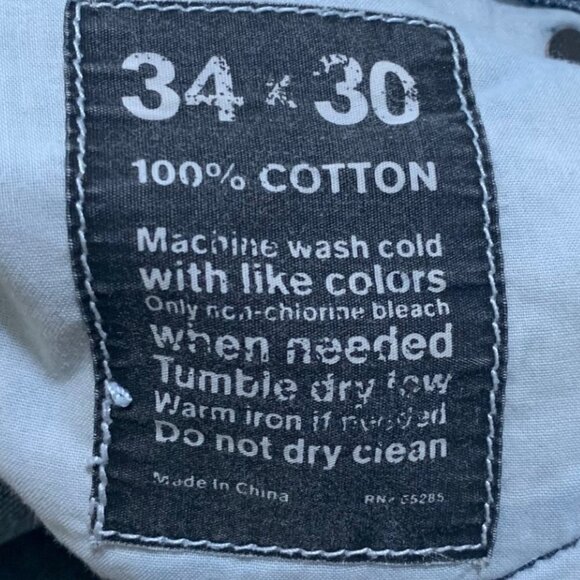 34 x 30
100% COTTON
Machine wash cold
with like colors
Only non-chlorine bleach
when needed
Tumble dry low
Warm iron if needed
Do not dry clean
Made In China
RN#